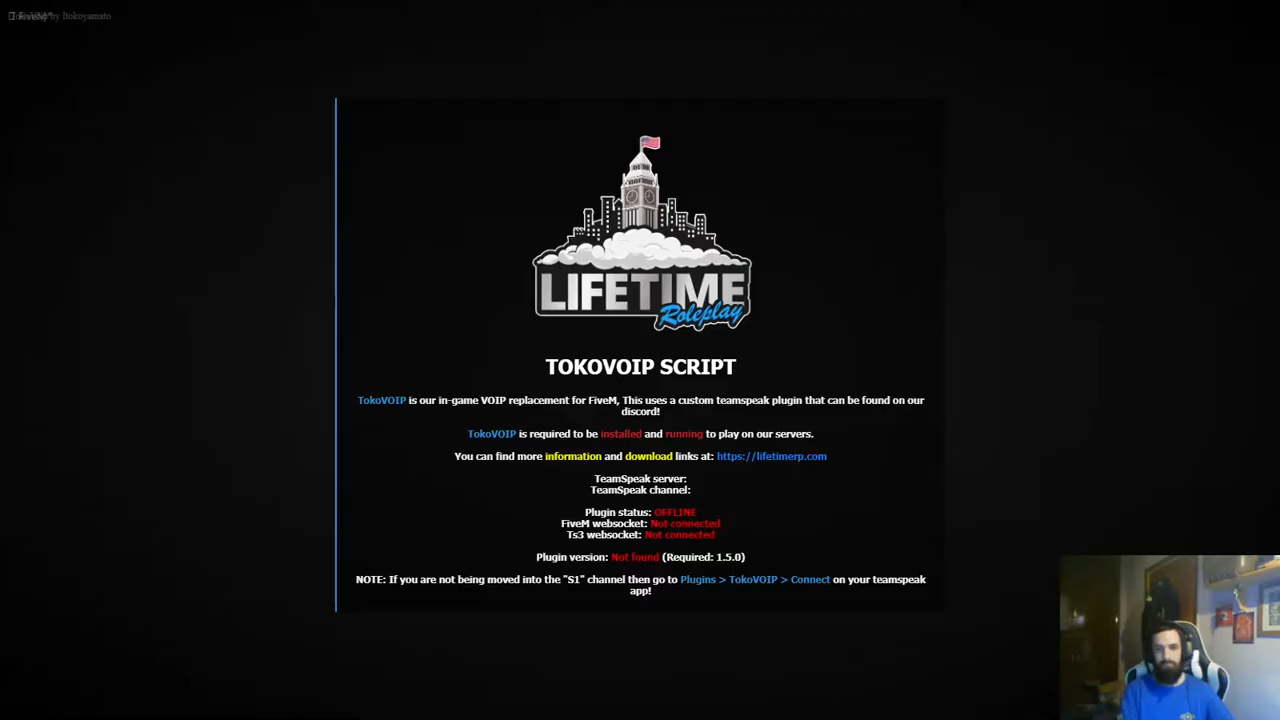 by Itokoyamato
LIFETIME
Roleplay
TOKOVOIP SCRIPT
TokoVOIP is our in-game VOIP replacement for FiveM, This uses a custom teamspeak plugin that can be found on our
discord!
TokoVOIP is required to be installed and running to play on our servers.
You can find more information and download links at: https://lifetimerp.com
TeamSpeak server:
TeamSpeak channel:
Plugin status: OFFLINE
FiveM websocket: Not connected
Ts3 websocket: Not connected
Plugin version: Not found (Required: 1.5.0)
NOTE: If you are not being moved into the "S1" channel then go to Plugins > TokoVOIP > Connect on your teamspeak
app!